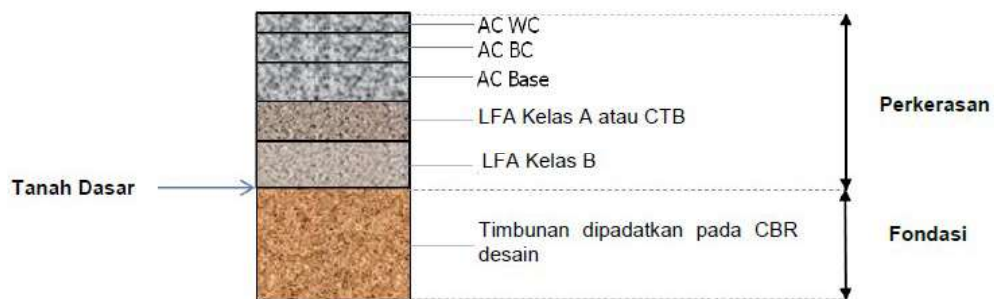 AC WC
AC BC
AC Base
Perkerasan
LFA Kelas A atau CTB
LFA Kelas B
Tanah Dasar
Timbunan dipadatkan pada CBR
desain
Fondasi